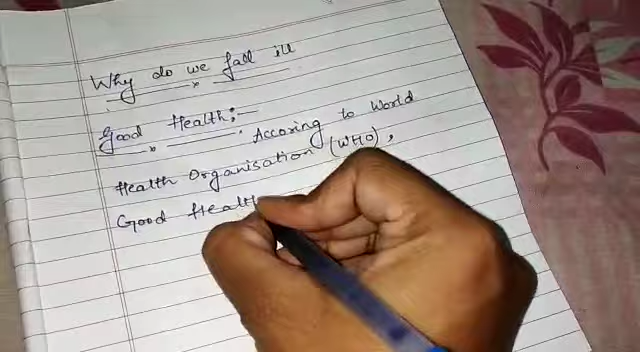 Why do we fall ill
Good Health:- Accoring to World
Health Organisation (WHO),
Good Healt